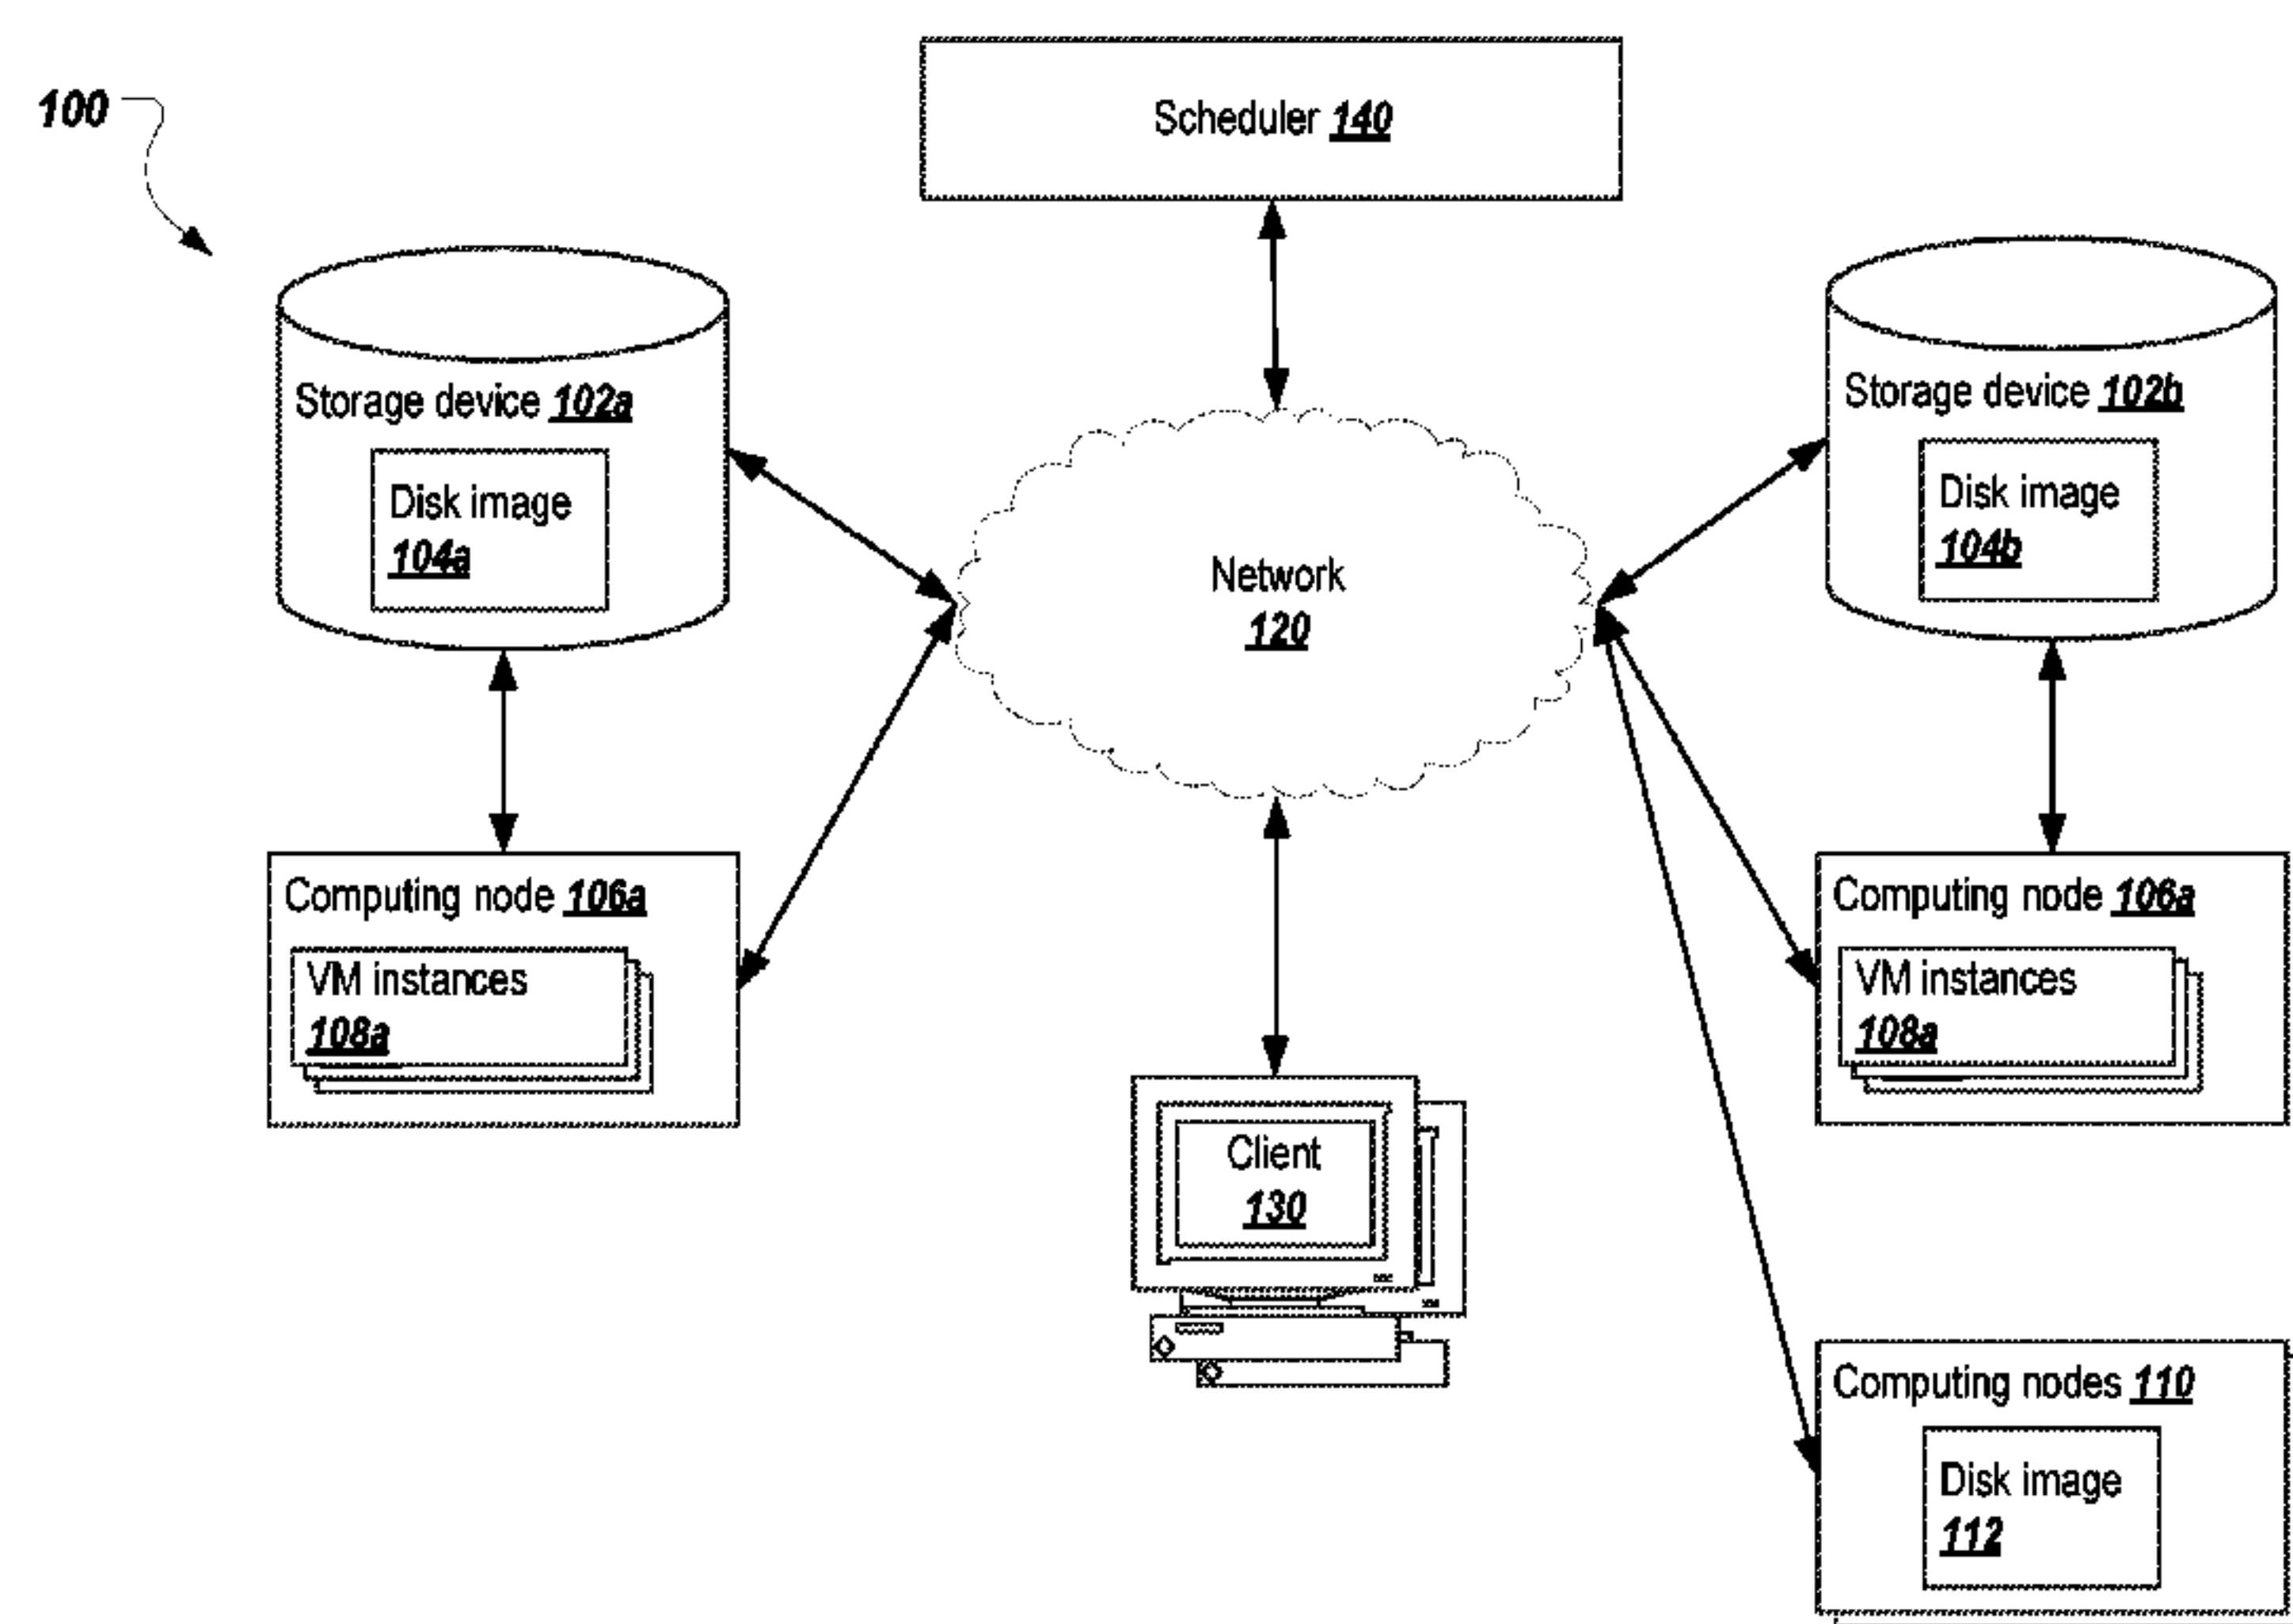 100
Scheduler 140
Storage device 102a
Disk image
104a
Network
120
Storage device 102b
Disk image
104b
Computing node 106a
VM instances
108a
Client
130
Computing node 106a
VM instances
108a
Computing nodes 110
Disk image
112